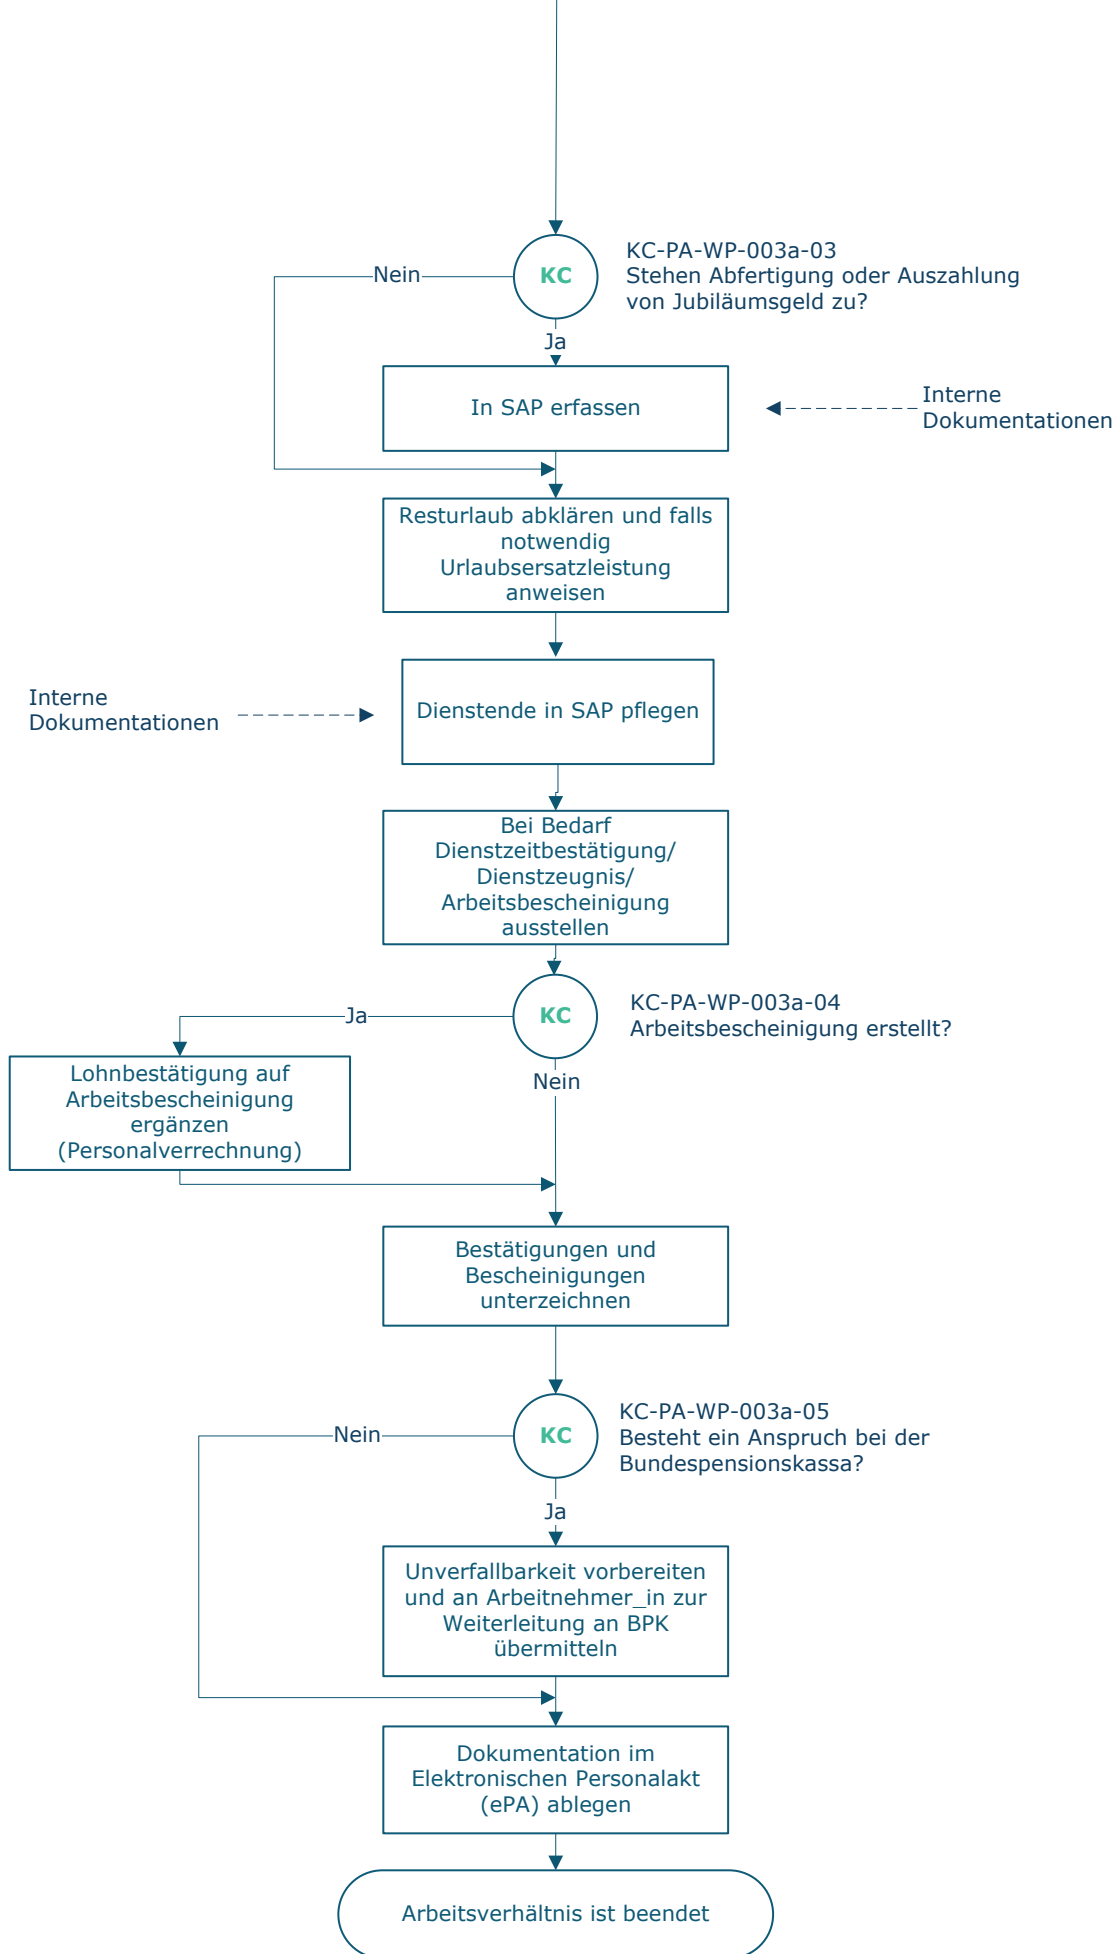 KC-PA-WP-003a-03
Stehen Abfertigung oder Auszahlung
von Jubiläumsgeld zu?
Nein
KC
Ja
In SAP erfassen
Interne
Dokumentationen
Resturlaub abklären und falls
notwendig
Urlaubsersatzleistung
anweisen
Interne
Dokumentationen
Dienstende in SAP pflegen
Bei Bedarf
Dienstzeitbestätigung/
Dienstzeugnis/
Arbeitsbescheinigung
ausstellen
Ja
KC
KC-PA-WP-003a-04
Arbeitsbescheinigung erstellt?
Nein
Lohnbestätigung auf
Arbeitsbescheinigung
ergänzen
(Personalverrechnung)
Bestätigungen und
Bescheinigungen
unterzeichnen
Nein
KC
KC-PA-WP-003a-05
Besteht ein Anspruch bei der
Bundespensionskassa?
Ja
Unverfallbarkeit vorbereiten
und an Arbeitnehmer_in zur
Weiterleitung an BPK
übermitteln
Dokumentation im
Elektronischen Personalakt
(ePA) ablegen
Arbeitsverhältnis ist beendet